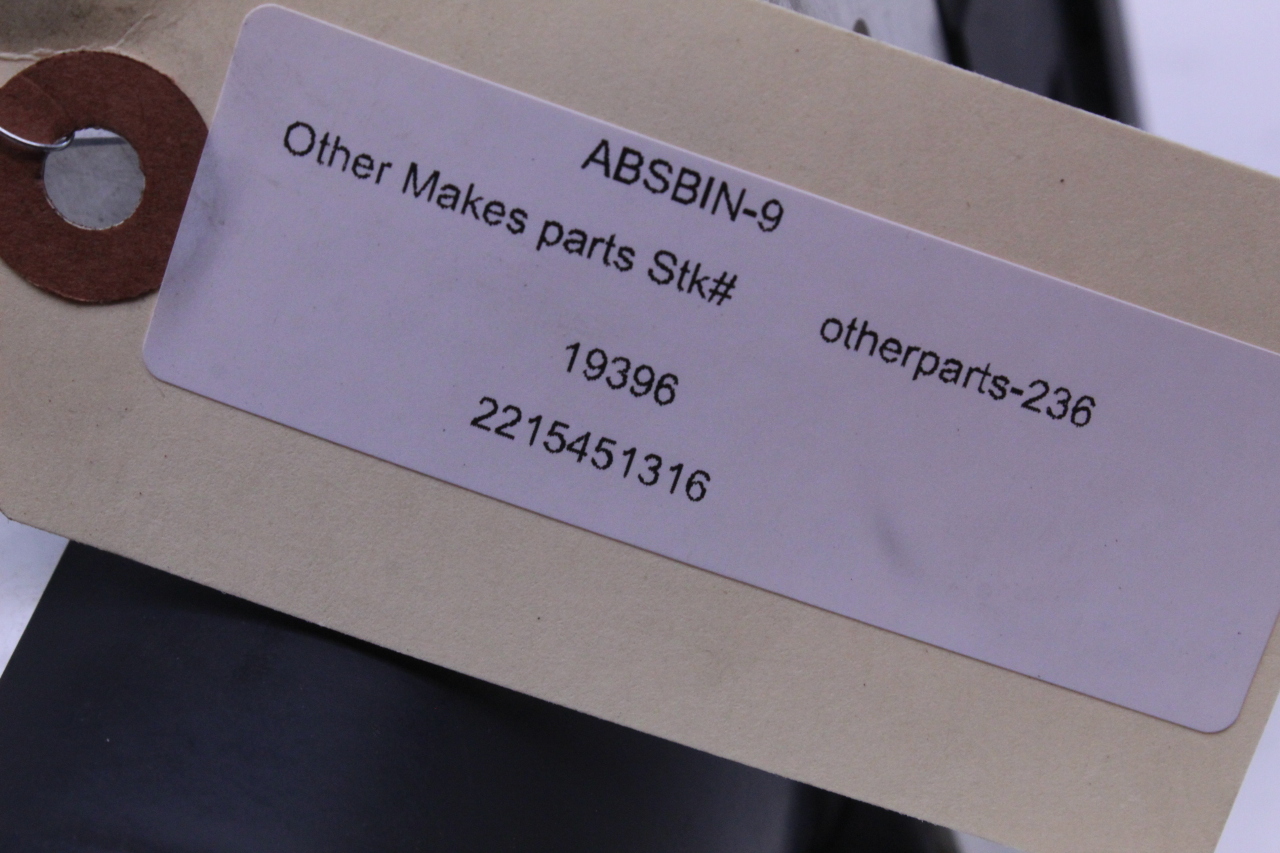 ABSBIN-9
Other Makes parts Stk# otherparts-236
19396
2215451316